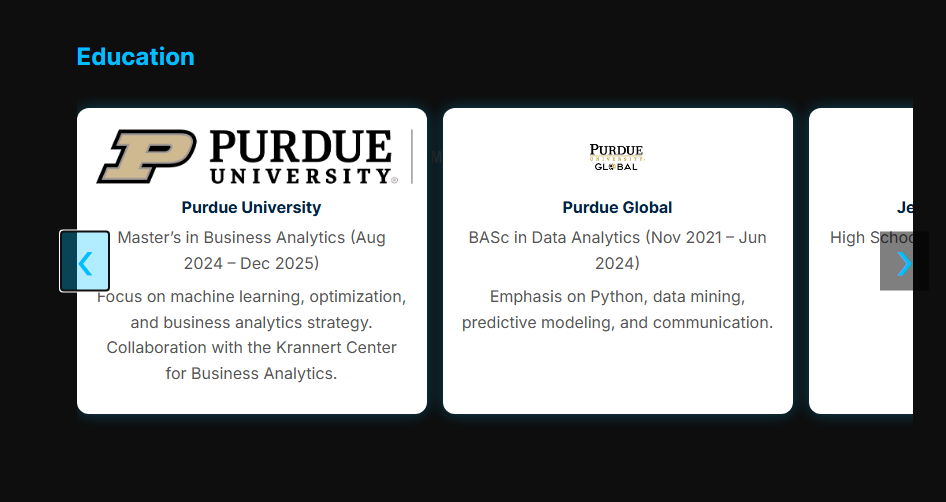 Education
PURDUE
UNIVERSITY®
Purdue University
Master’s in Business Analytics (Aug
2024 – Dec 2025)
Focus on machine learning, optimization,
and business analytics strategy.
Collaboration with the Krannert Center
for Business Analytics.
PURDUE
UNIVERSITY
GLOBAL
Purdue Global
BASc in Data Analytics (Nov 2021 – Jun
2024)
Emphasis on Python, data mining,
predictive modeling, and communication.
Je
High Schoo
❮
❯